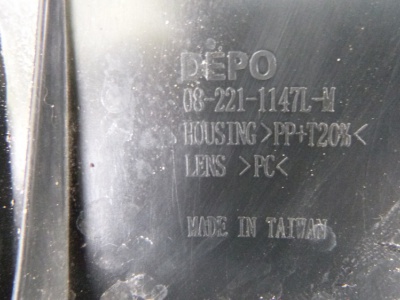 DEPO
08-221-1147L-M
HOUSING >PP+T20%<
LENS >PC<
MADE IN TAIWAN